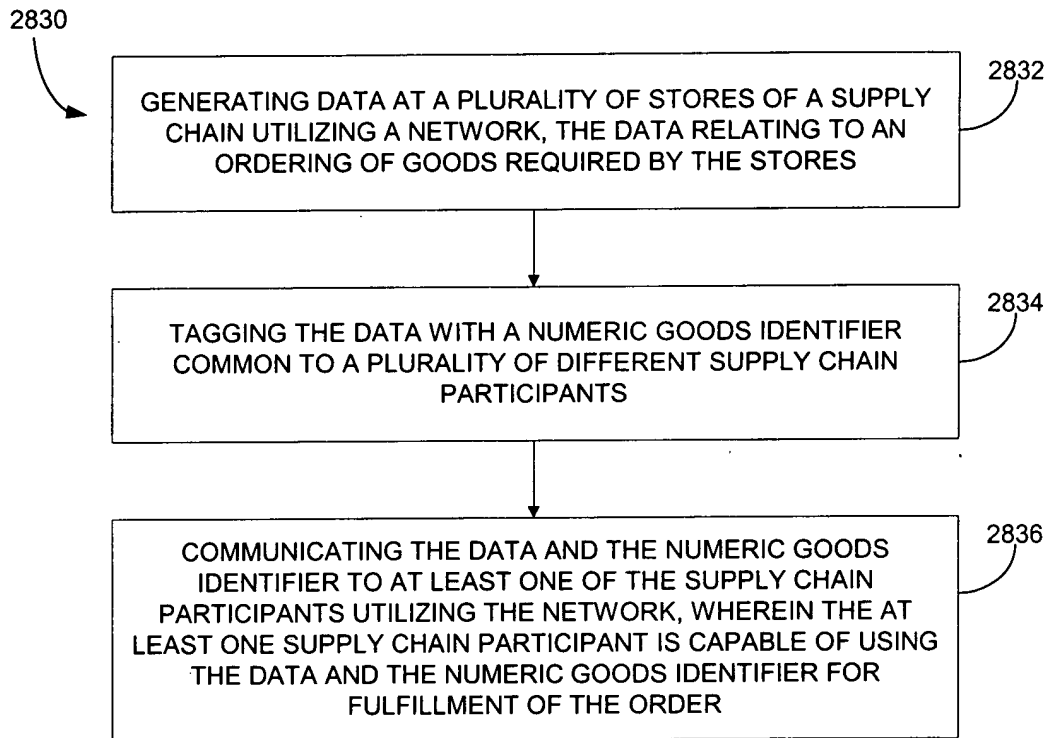 2830
2832
GENERATING DATA AT A PLURALITY OF STORES OF A SUPPLY
CHAIN UTILIZING A NETWORK, THE DATA RELATING TO AN
ORDERING OF GOODS REQUIRED BY THE STORES
2834
TAGGING THE DATA WITH A NUMERIC GOODS IDENTIFIER
COMMON TO A PLURALITY OF DIFFERENT SUPPLY CHAIN
PARTICIPANTS
2836
COMMUNICATING THE DATA AND THE NUMERIC GOODS
IDENTIFIER TO AT LEAST ONE OF THE SUPPLY CHAIN
PARTICIPANTS UTILIZING THE NETWORK, WHEREIN THE AT
LEAST ONE SUPPLY CHAIN PARTICIPANT IS CAPABLE OF USING
THE DATA AND THE NUMERIC GOODS IDENTIFIER FOR
FULFILLMENT OF THE ORDER